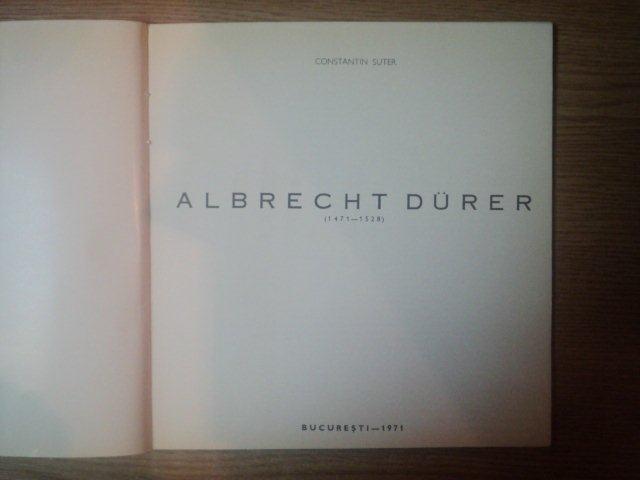 CONSTANTIN SUTER
ALBRECHT DÜRER
(1471—1528)
BUCUREȘTI—1971